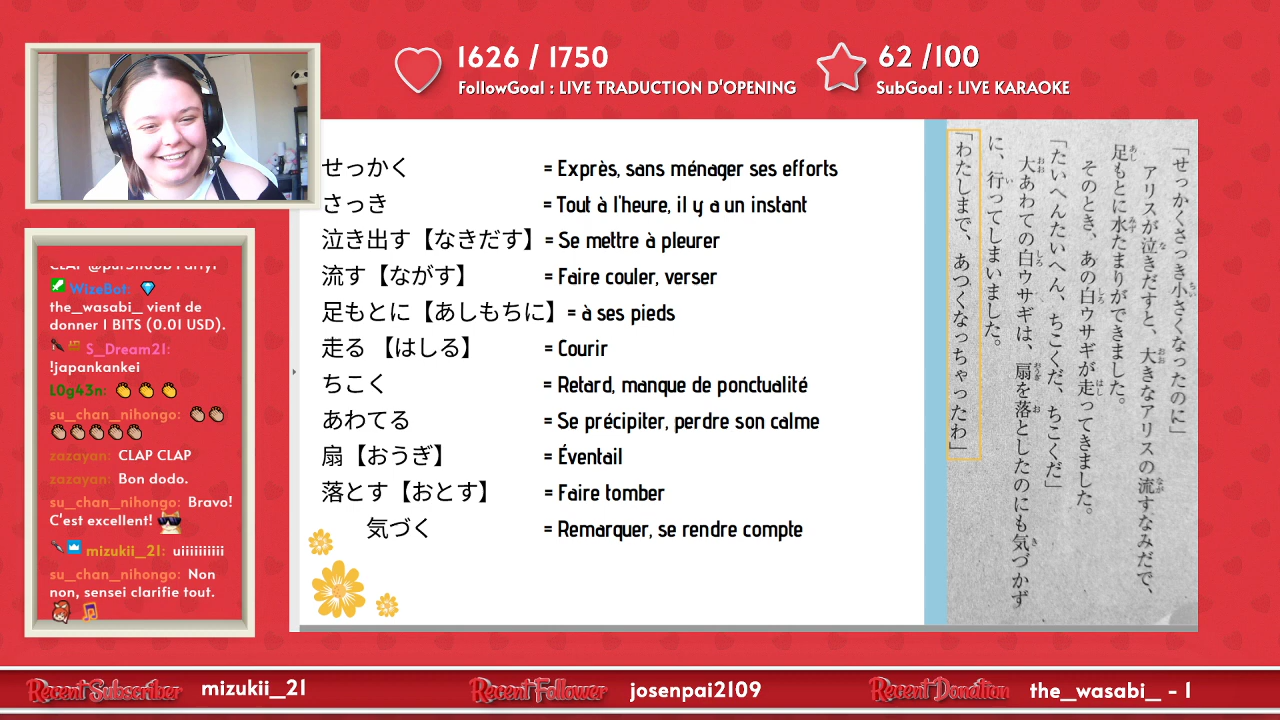 1626 / 1750
FollowGoal : LIVE TRADUCTION D'OPENING
62 /100
SubGoal : LIVE KARAOKE
せっかく = Exprès, sans ménager ses efforts
さっき = Tout à l'heure, il y a un instant
泣き出す【なきだす】= Se mettre à pleurer
流す【ながす】 = Faire couler, verser
足もとに【あしもちに】= à ses pieds
走る 【はしる】 = Courir
ちこく = Retard, manque de ponctualité
あわてる = Se précipiter, perdre son calme
扇【おうぎ】 = Éventail
落とす【おとす】 = Faire tomber
気づく = Remarquer, se rendre compte
「せっかくさっき小さくなったのに」
アリスが泣きだすと、大きなアリスの流すなみだで、
足もとに水たまりができました。
そのとき、あの白ウサギが走ってきました。
「たいへんたいへん、ちこくだ、ちこくだ」
大あわての白ウサギは、扇を落としたのにも気づかず
に、行ってしまいました。
「わたしまで、あつくなっちゃったわ」
WizeBot:
the_wasabi_ vient de
donner 1 BITS (0.01 USD).
S_Dream21:
!japankankei
L0g43n:
su_chan_nihongo:
zazayan: CLAP CLAP
zazayan: Bon dodo.
su_chan_nihongo: Bravo!
C'est excellent!
mizukii_21: uiiiiiiiiii
su_chan_nihongo: Non
non, sensei clarifie tout.
Recent Subscriber mizukii_21
Recent Follower josenpai2109
Recent Donation the_wasabi_ - 1